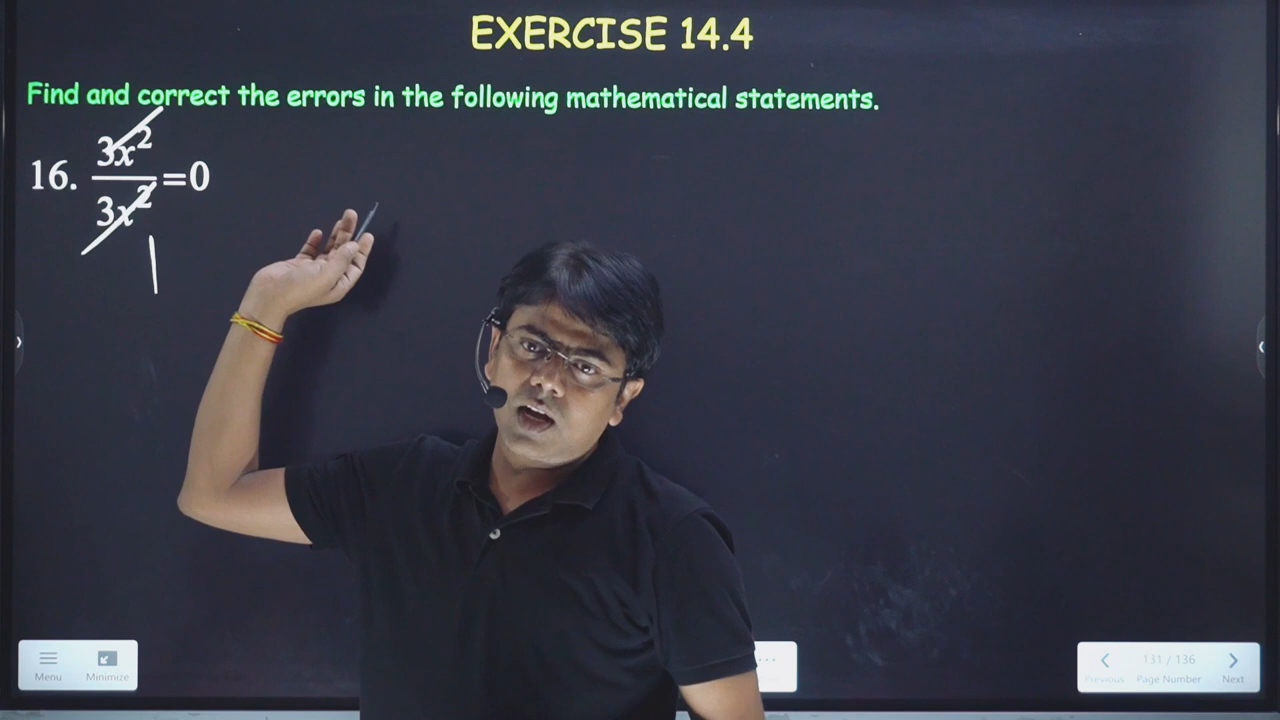 EXERCISE 14.4
Find and correct the errors in the following mathematical statements.
16. 3x²/3x² =0
1
Menu
Minimize
131 / 136
Previous
Page Number
Next